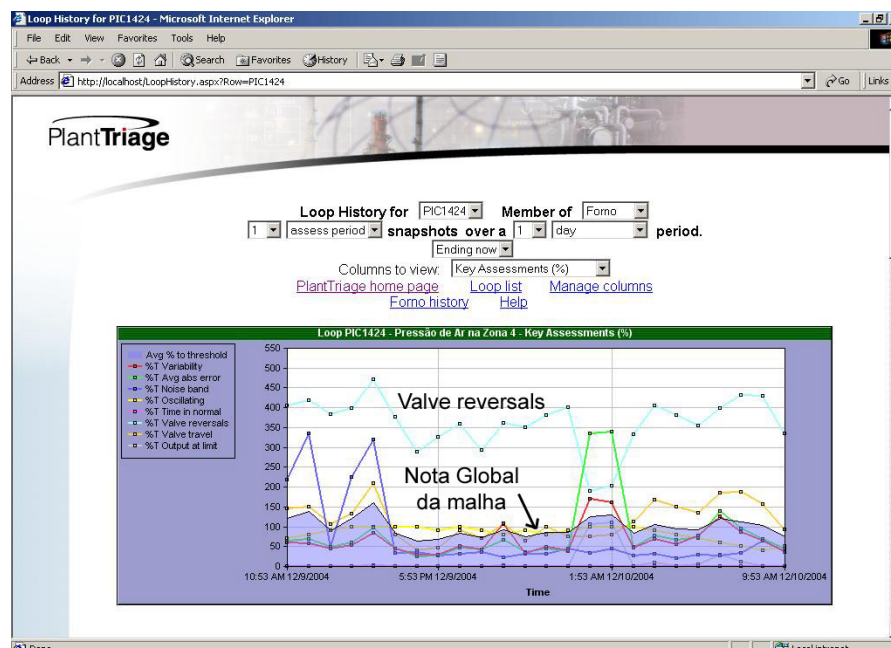 Loop History for PIC1424 - Microsoft Internet Explorer
File Edit View Favorites Tools Help
Back Search Favorites History
Address http://localhost/LoopHistory.aspx?Row=PIC1424 Go Links
PlantTriage
Loop History for PIC1424 Member of Forno
1 assess period snapshots over a 1 day period.
Ending now
Columns to view: Key Assessments (%)
PlantTriage home page Loop list Manage columns
Forno history Help
Loop PIC1424 - Pressão de Ar na Zona 4 - Key Assessments (%)
Avg % to threshold
%T Variability
%T Avg abs error
%T Noise band
%T Oscillating
%T Time in normal
%T Valve reversals
%T Valve travel
%T Output at limit
550
500
450
400
350
300
250
200
150
100
50
0
Valve reversals
Nota Global
da malha
10:53 AM 12/9/2004 5:53 PM 12/9/2004 1:53 AM 12/10/2004 9:53 AM 12/10/2004
Time